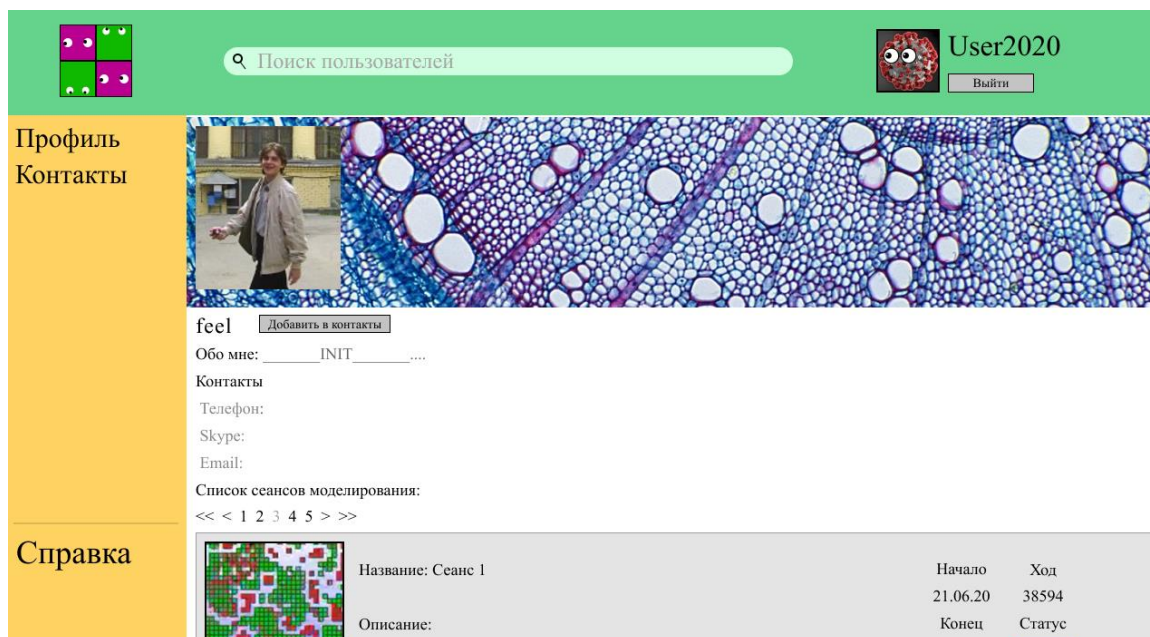 Поиск пользователей
User2020
Выйти
Профиль
Контакты
feel
Добавить в контакты
Обо мне: _______INIT_______....
Контакты
Телефон:
Skype:
Email:
Список сеансов моделирования:
<< < 1 2 3 4 5 > >>
Справка
Название: Сеанс 1
Начало Ход
21.06.20 38594
Описание:
Конец Статус